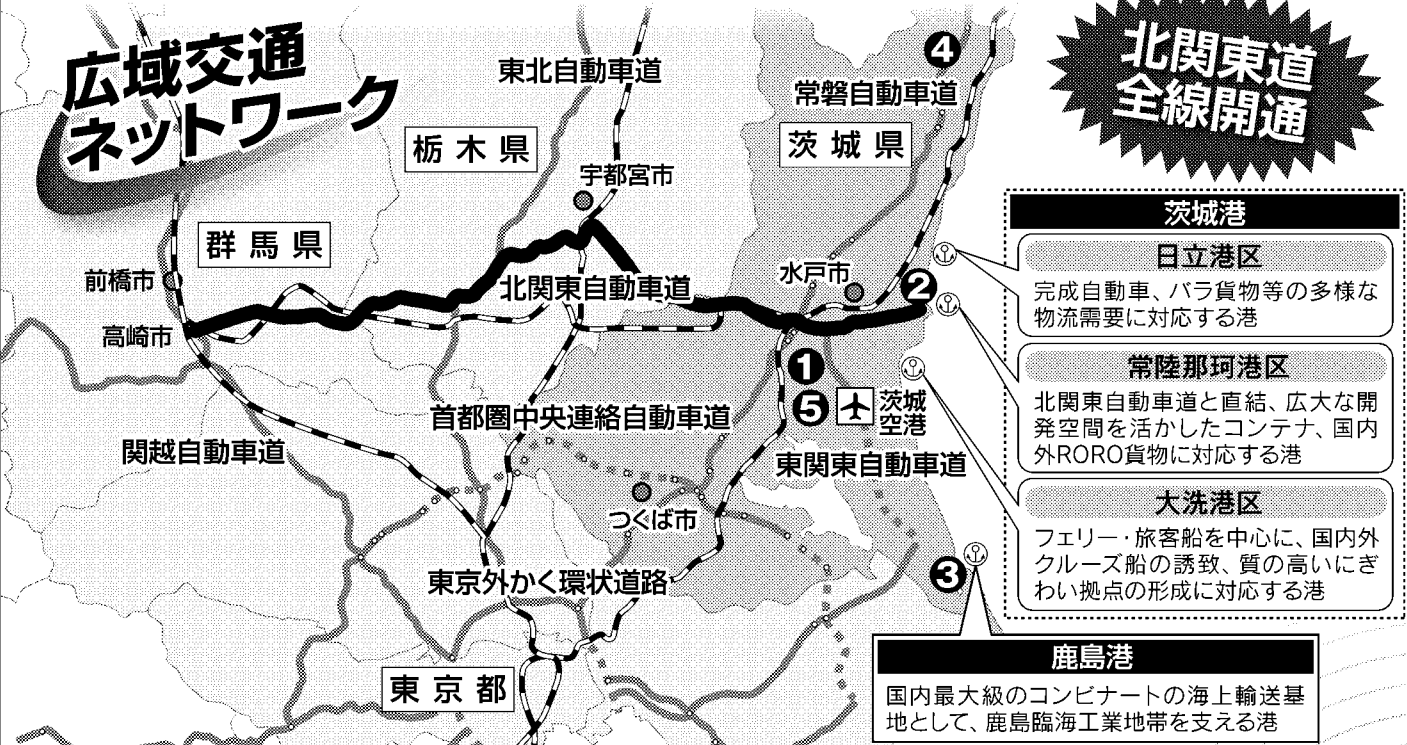 広域交通
ネットワーク
北関東道
全線開通
東北自動車道
常磐自動車道
④
栃木県
茨城県
宇都宮市
群馬県
前橋市
高崎市
北関東自動車道
水戸市
②
①
⑤
茨城
空港
首都圏中央連絡自動車道
関越自動車道
東関東自動車道
つくば市
東京外かく環状道路
③
東京都
茨城港
日立港区
完成自動車、バラ貨物等の多様な
物流需要に対応する港
常陸那珂港区
北関東自動車道と直結、広大な開
発空間を活かしたコンテナ、国内
外RORO貨物に対応する港
大洗港区
フェリー・旅客船を中心に、国内外
クルーズ船の誘致、質の高いにぎ
わい拠点の形成に対応する港
鹿島港
国内最大級のコンビナートの海上輸送基
地として、鹿島臨海工業地帯を支える港